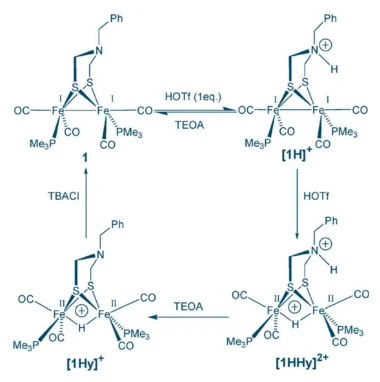 Ph
N
S
S
I
I
OC
Fe
Fe
CO
CO
CO
Me₃P
PMe₃
1
HOTf (1eq.)
TEOA
Ph
N
+
H
S
S
I
I
OC
Fe
Fe
CO
CO
CO
Me₃P
PMe₃
[1H]⁺
TBACl
HOTf
Ph
N
S
S
II
II
OC
Fe
+
Fe
CO
H
OC
Me₃P
PMe₃
CO
[1Hy]⁺
TEOA
Ph
N
+
H
S
S
II
II
OC
Fe
+
Fe
CO
H
OC
Me₃P
PMe₃
CO
[1HHy]²⁺